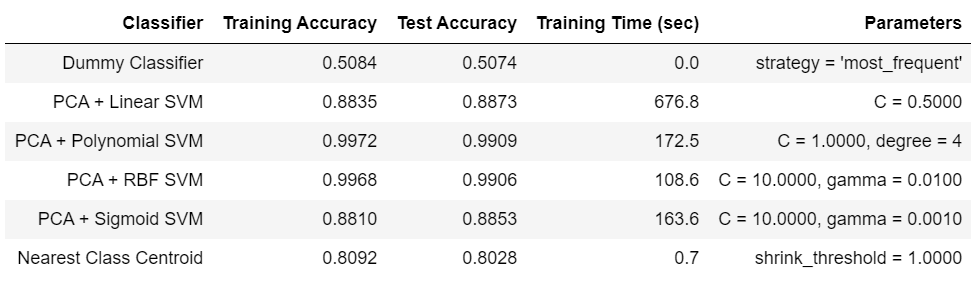 Classifier Training Accuracy Test Accuracy Training Time (sec) Parameters
Dummy Classifier 0.5084 0.5074 0.0 strategy = 'most_frequent'
PCA + Linear SVM 0.8835 0.8873 676.8 C = 0.5000
PCA + Polynomial SVM 0.9972 0.9909 172.5 C = 1.0000, degree = 4
PCA + RBF SVM 0.9968 0.9906 108.6 C = 10.0000, gamma = 0.0100
PCA + Sigmoid SVM 0.8810 0.8853 163.6 C = 10.0000, gamma = 0.0010
Nearest Class Centroid 0.8092 0.8028 0.7 shrink_threshold = 1.0000